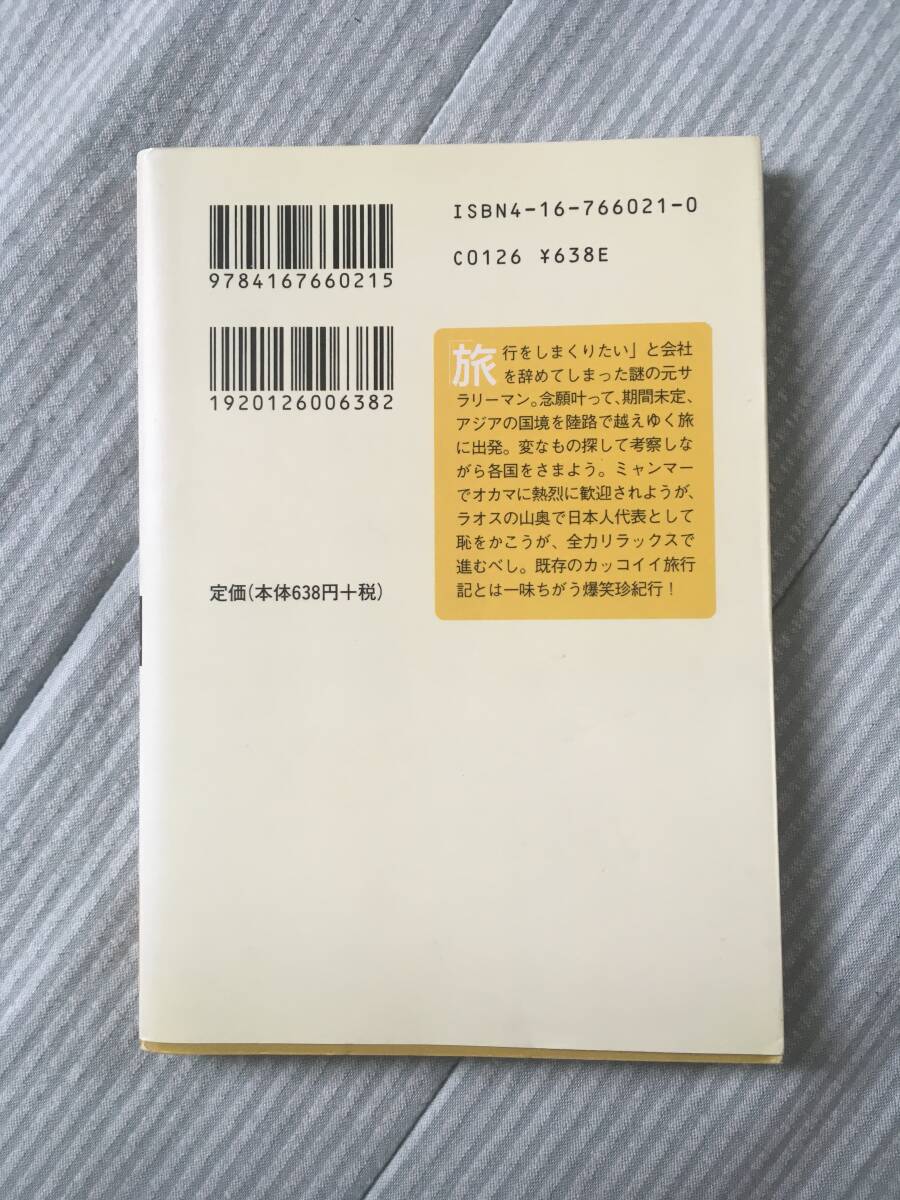 9784167660215
ISBN4-16-766021-0
C0126 ¥638E
1920126006382
「旅行をしまくりたい」と会社
を辞めてしまった謎の元サ
ラリーマン。念願叶って、期間未定、
アジアの国境を陸路で越えゆく旅
に出発。変なもの探して考察しな
がら各国をさまよう。ミャンマー
でオカマに熱烈に歓迎されようが、
ラオスの山奥で日本人代表として
恥をかこうが、全力リラックスで
進むべし。既存のカッコイイ旅行
記とは一味ちがう爆笑珍紀行！
定価(本体638円+税)